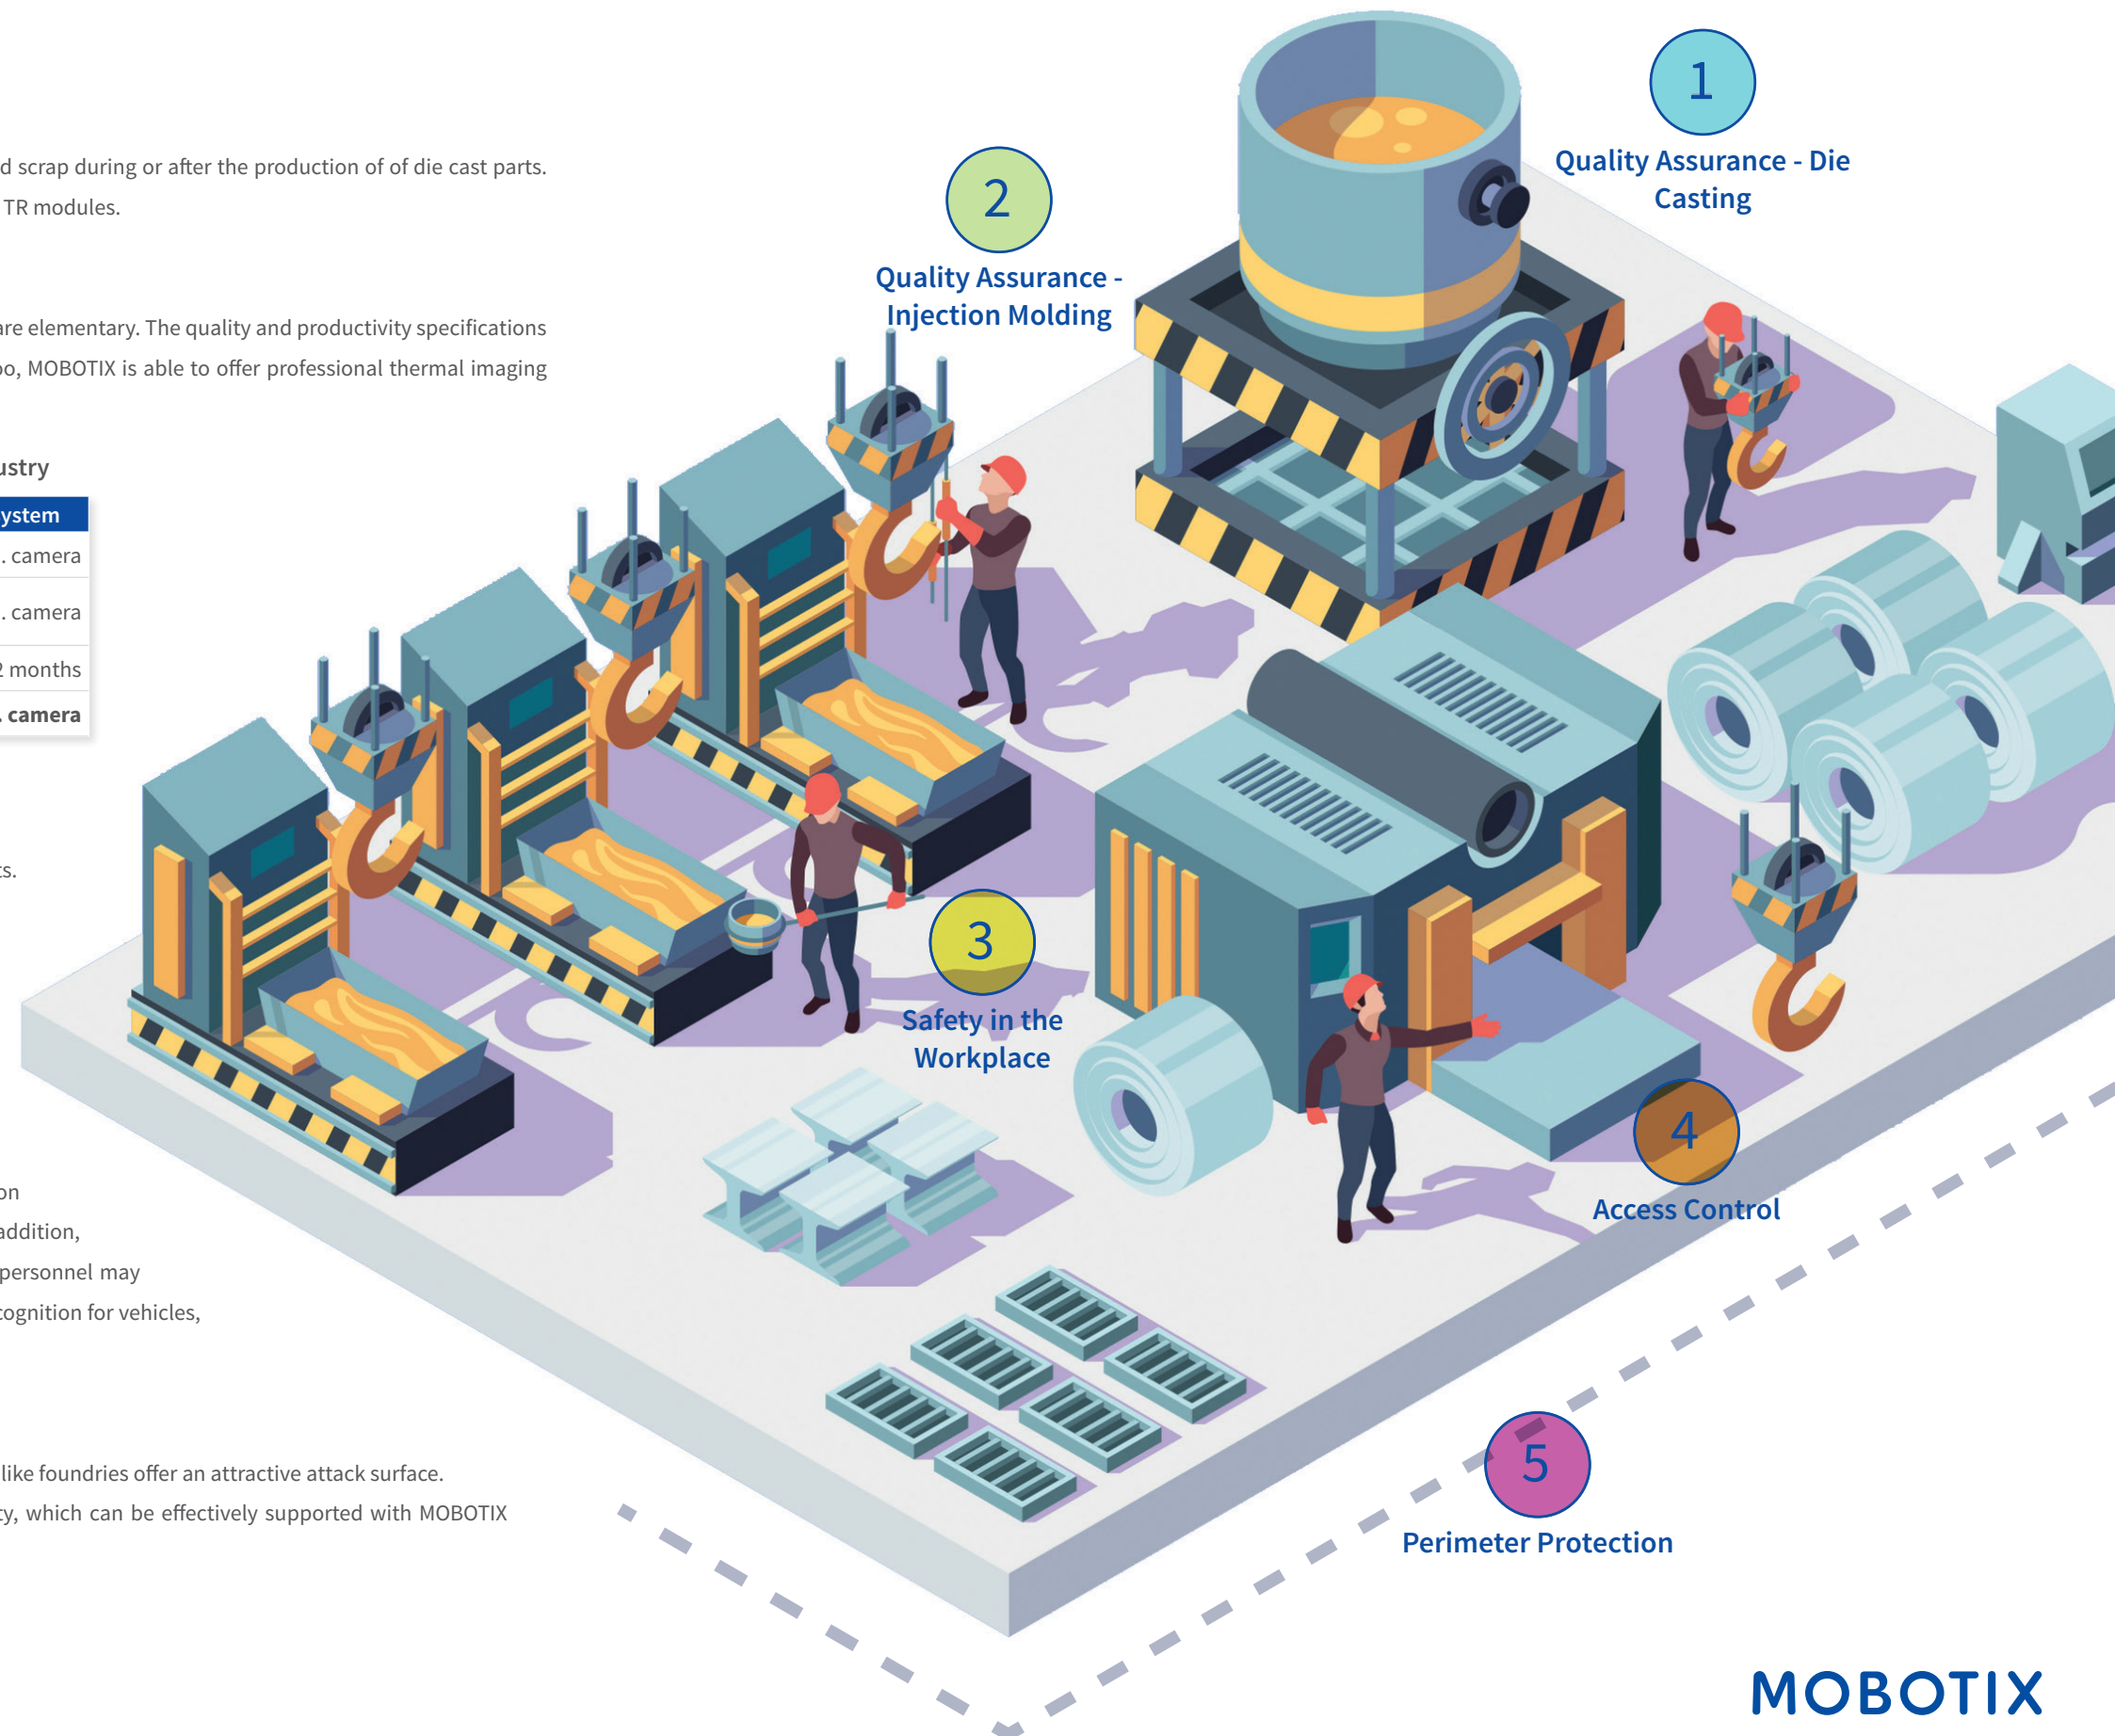 d scrap during or after the production of of die cast parts.
TR modules.
are elementary. The quality and productivity specifications
oo, MOBOTIX is able to offer professional thermal imaging
ustry
ystem
. camera
. camera
2 months
. camera
ts.
on
addition,
personnel may
cognition for vehicles,
like foundries offer an attractive attack surface.
ty, which can be effectively supported with MOBOTIX
1
Quality Assurance - Die
Casting
2
Quality Assurance -
Injection Molding
3
Safety in the
Workplace
4
Access Control
5
Perimeter Protection
MOBOTIX